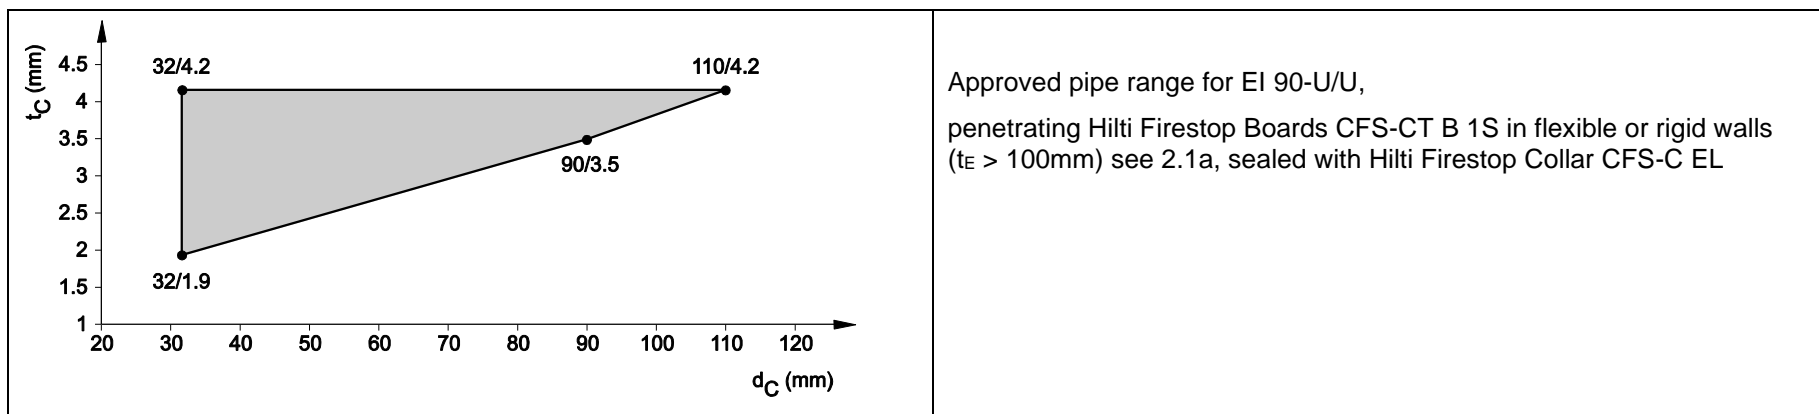 tC (mm)
4.5
4
3.5
3
2.5
2
1.5
1
32/4.2
110/4.2
90/3.5
32/1.9
20 30 40 50 60 70 80 90 100 110 120
dC (mm)
Approved pipe range for EI 90-U/U,
penetrating Hilti Firestop Boards CFS-CT B 1S in flexible or rigid walls
(tE > 100mm) see 2.1a, sealed with Hilti Firestop Collar CFS-C EL